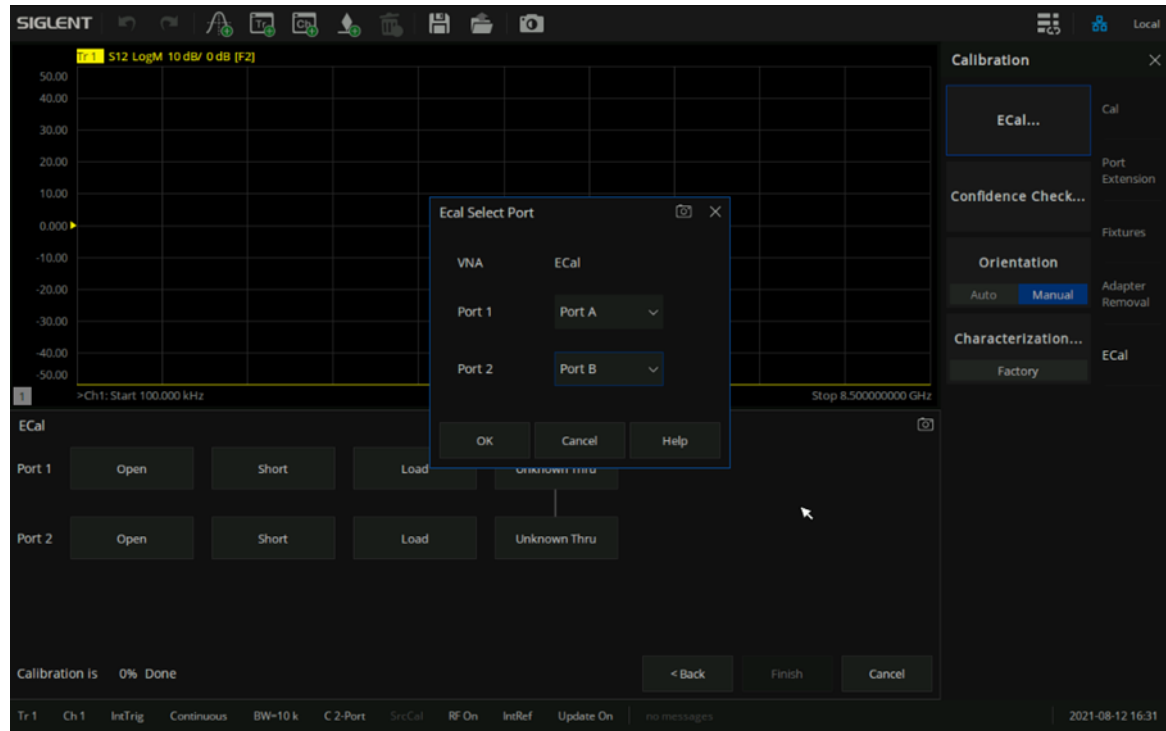 SIGLENT
Tr
Ch
Local
Tr 1 S12 LogM 10 dB/ 0 dB [F2]
50.00
40.00
30.00
20.00
10.00
0.000
-10.00
-20.00
-30.00
-40.00
-50.00
1 >Ch1: Start 100.000 kHz Stop 8.500000000 GHz
Calibration
ECal...
Confidence Check...
Orientation
Auto Manual
Characterization...
Factory
Cal
Port
Extension
Fixtures
Adapter
Removal
ECal
Ecal Select Port
VNA ECal
Port 1 Port A
Port 2 Port B
OK Cancel Help
ECal
Port 1 Open Short Load Unknown Thru
Port 2 Open Short Load Unknown Thru
Calibration is 0% Done < Back Finish Cancel
Tr 1 Ch 1 IntTrig Continuous BW=10 k C 2-Port SrcCal RF On IntRef Update On no messages 2021-08-12 16:31